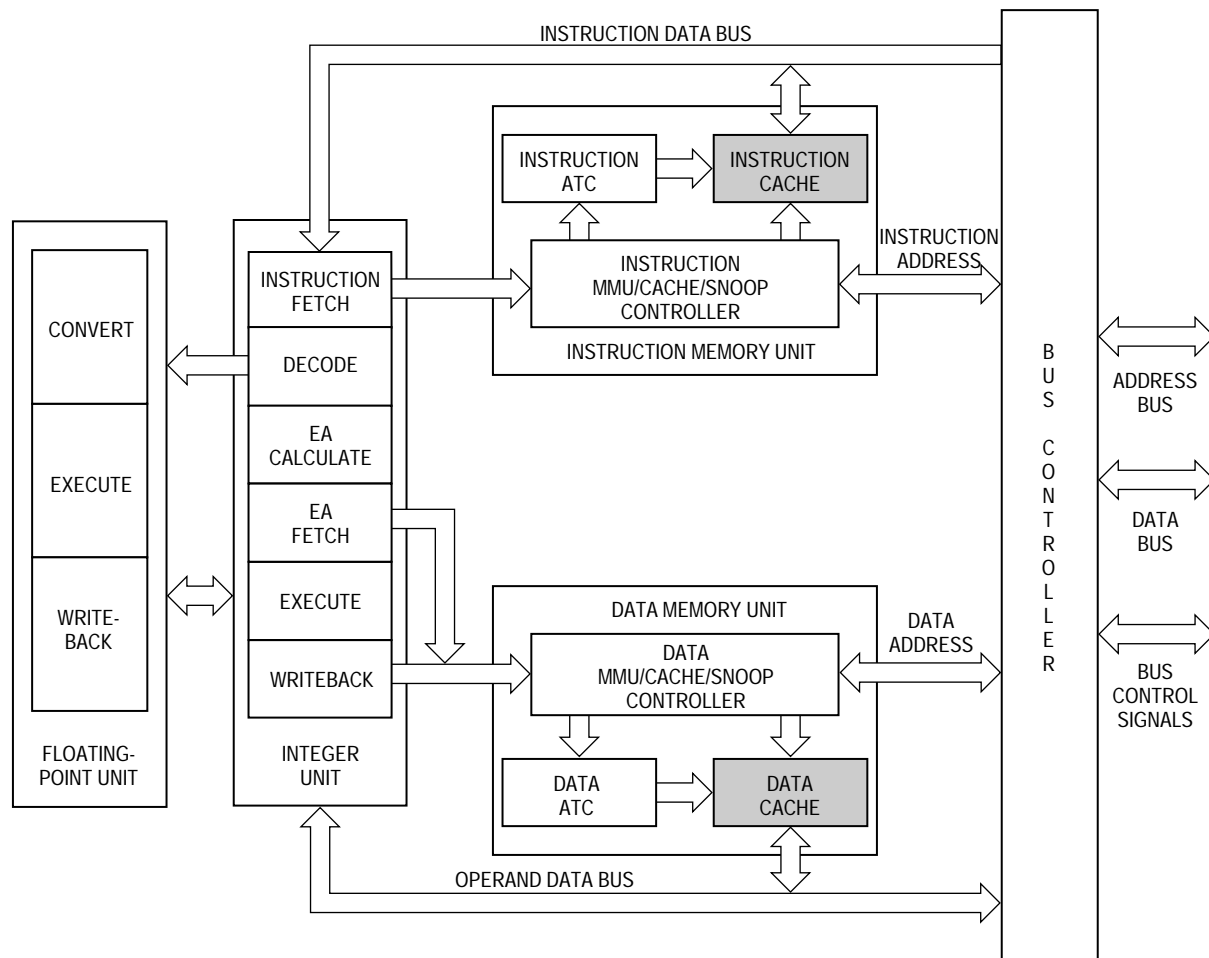 INSTRUCTION DATA BUS
INSTRUCTION
ATC
INSTRUCTION
CACHE
INSTRUCTION
MMU/CACHE/SNOOP
CONTROLLER
INSTRUCTION MEMORY UNIT
INSTRUCTION
ADDRESS
CONVERT
EXECUTE
WRITE-
BACK
FLOATING-
POINT UNIT
INSTRUCTION
FETCH
DECODE
EA
CALCULATE
EA
FETCH
EXECUTE
WRITEBACK
INTEGER
UNIT
DATA MEMORY UNIT
DATA
MMU/CACHE/SNOOP
CONTROLLER
DATA
ATC
DATA
CACHE
DATA
ADDRESS
OPERAND DATA BUS
BUS CONTROLLER
ADDRESS
BUS
DATA
BUS
BUS
CONTROL
SIGNALS